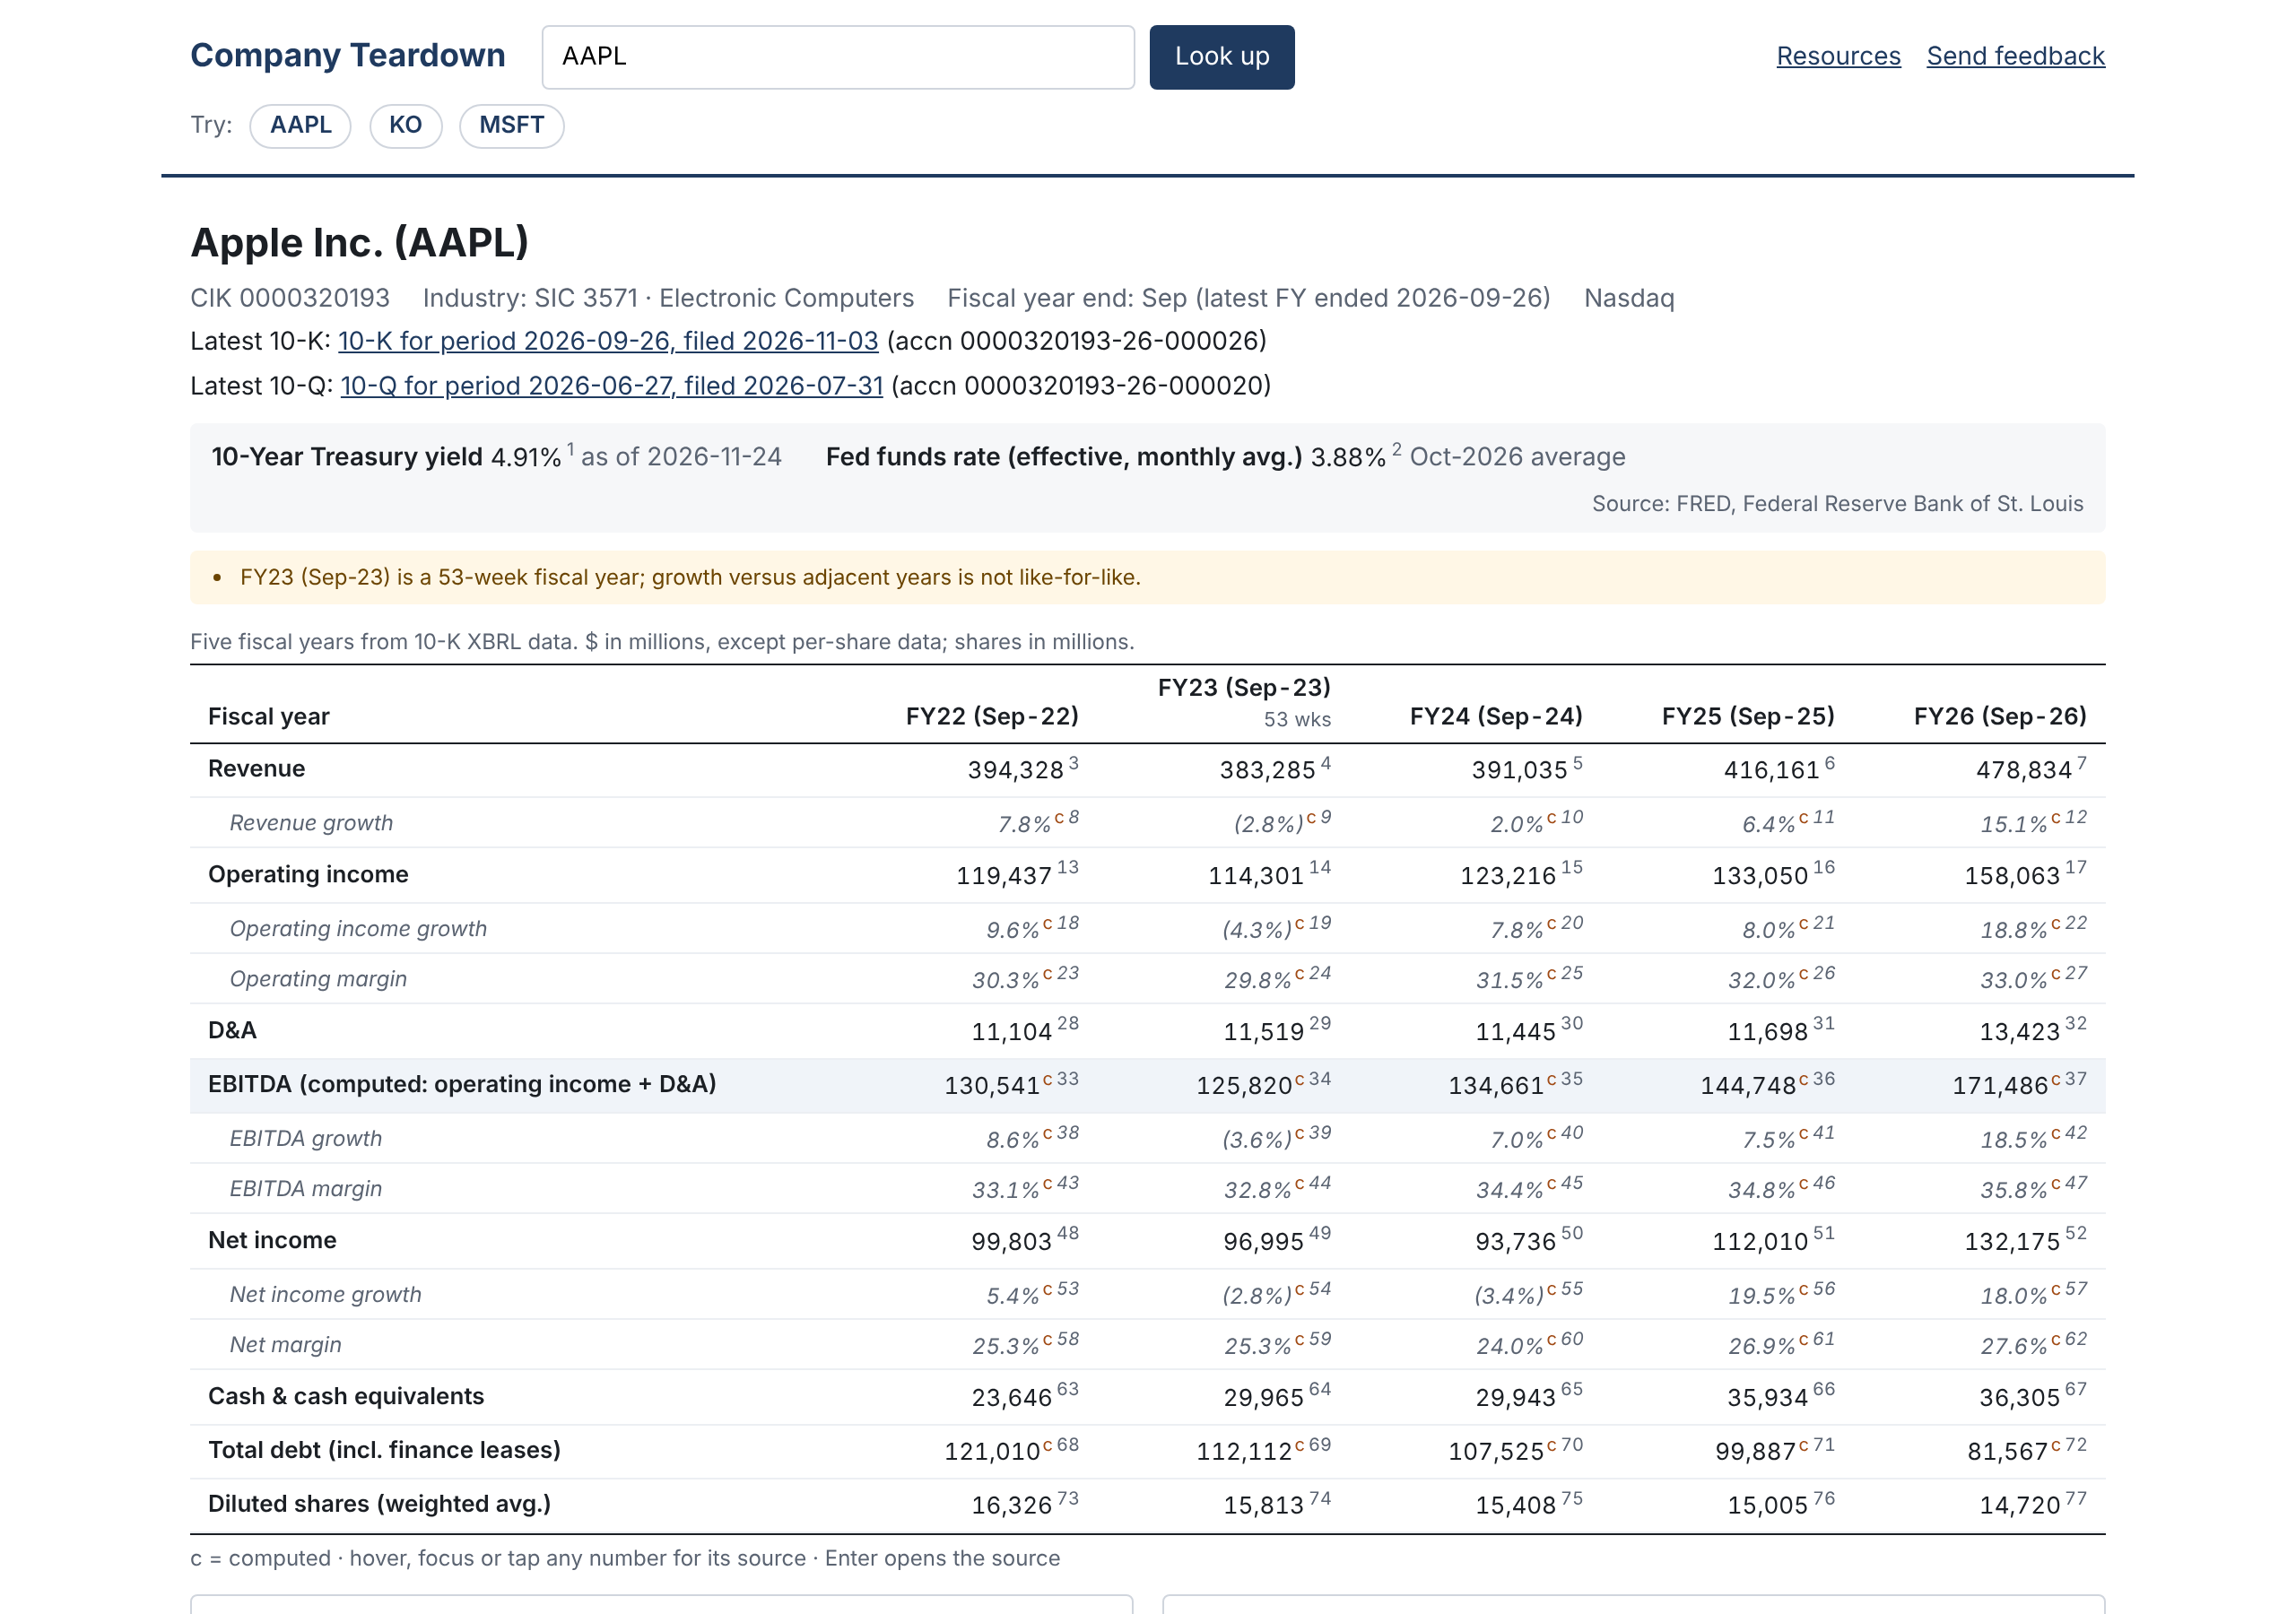 Company Teardown AAPL Look up Resources Send feedback
Try: AAPL KO MSFT
Apple Inc. (AAPL)
CIK 0000320193 Industry: SIC 3571 · Electronic Computers Fiscal year end: Sep (latest FY ended 2026-09-26) Nasdaq
Latest 10-K: 10-K for period 2026-09-26, filed 2026-11-03 (accn 0000320193-26-000026)
Latest 10-Q: 10-Q for period 2026-06-27, filed 2026-07-31 (accn 0000320193-26-000020)
10-Year Treasury yield 4.91% 1 as of 2026-11-24 Fed funds rate (effective, monthly avg.) 3.88% 2 Oct-2026 average
Source: FRED, Federal Reserve Bank of St. Louis
• FY23 (Sep-23) is a 53-week fiscal year; growth versus adjacent years is not like-for-like.
Five fiscal years from 10-K XBRL data. $ in millions, except per-share data; shares in millions.
Fiscal year FY22 (Sep-22) FY23 (Sep-23) 53 wks FY24 (Sep-24) FY25 (Sep-25) FY26 (Sep-26)
Revenue 394,328 3 383,285 4 391,035 5 416,161 6 478,834 7
Revenue growth 7.8% c 8 (2.8%) c 9 2.0% c 10 6.4% c 11 15.1% c 12
Operating income 119,437 13 114,301 14 123,216 15 133,050 16 158,063 17
Operating income growth 9.6% c 18 (4.3%) c 19 7.8% c 20 8.0% c 21 18.8% c 22
Operating margin 30.3% c 23 29.8% c 24 31.5% c 25 32.0% c 26 33.0% c 27
D&A 11,104 28 11,519 29 11,445 30 11,698 31 13,423 32
EBITDA (computed: operating income + D&A) 130,541 c 33 125,820 c 34 134,661 c 35 144,748 c 36 171,486 c 37
EBITDA growth 8.6% c 38 (3.6%) c 39 7.0% c 40 7.5% c 41 18.5% c 42
EBITDA margin 33.1% c 43 32.8% c 44 34.4% c 45 34.8% c 46 35.8% c 47
Net income 99,803 48 96,995 49 93,736 50 112,010 51 132,175 52
Net income growth 5.4% c 53 (2.8%) c 54 (3.4%) c 55 19.5% c 56 18.0% c 57
Net margin 25.3% c 58 25.3% c 59 24.0% c 60 26.9% c 61 27.6% c 62
Cash & cash equivalents 23,646 63 29,965 64 29,943 65 35,934 66 36,305 67
Total debt (incl. finance leases) 121,010 c 68 112,112 c 69 107,525 c 70 99,887 c 71 81,567 c 72
Diluted shares (weighted avg.) 16,326 73 15,813 74 15,408 75 15,005 76 14,720 77
c = computed · hover, focus or tap any number for its source · Enter opens the source